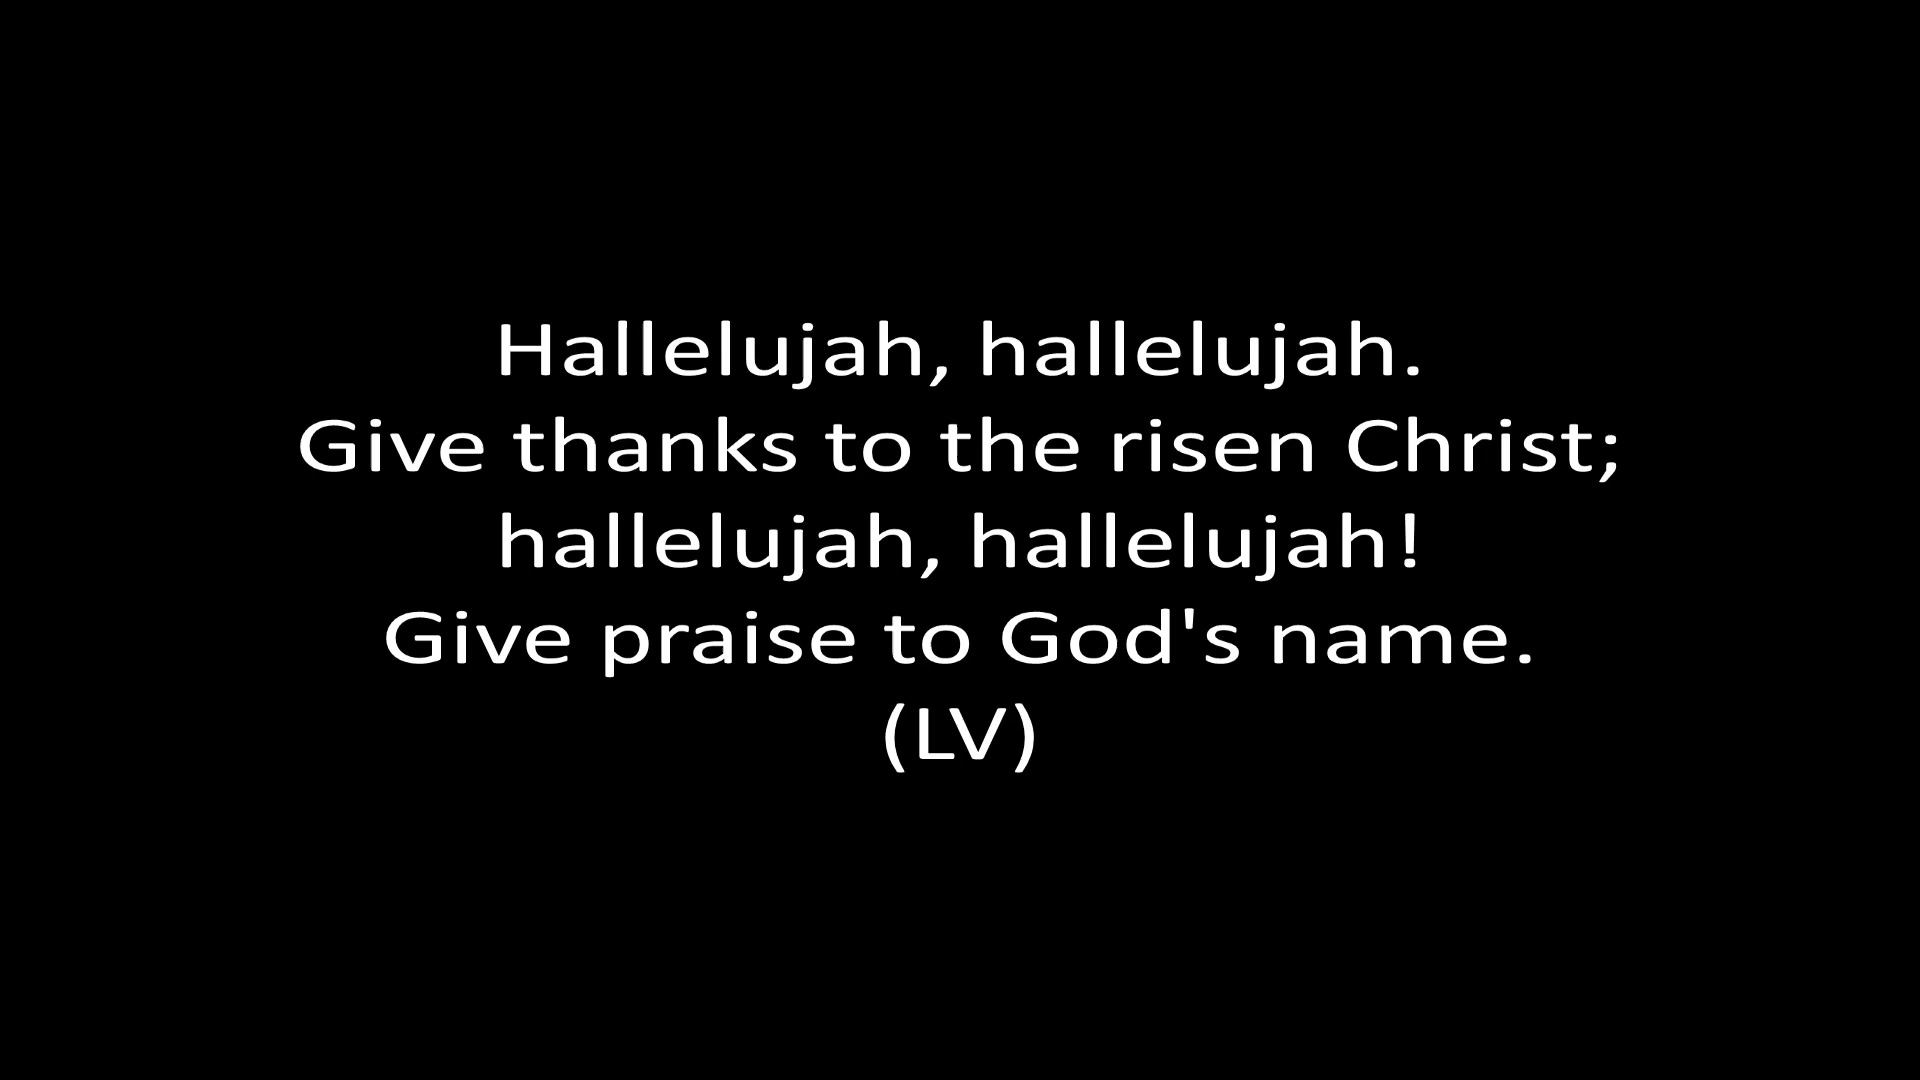 Hallelujah, hallelujah.
Give thanks to the risen Christ;
hallelujah, hallelujah!
Give praise to God's name.
(LV)